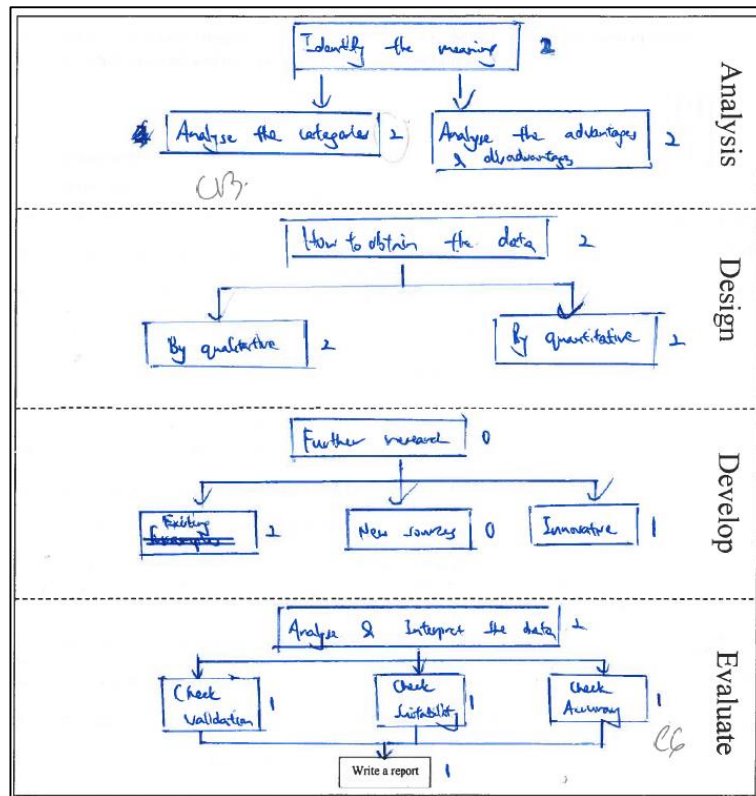 Identify the meaning 2
Analysis
Analyse the categories 2
Analyse the advantages 2
& disadvantages
How to obtain the data 2
Design
By qualitative 2
By quantitative 2
Further research 0
Develop
Existing 2
New sources 0
Innovative 1
Analyse & Interpret the data 2
Evaluate
Check
Validation 1
Check
Suitability 1
Check
Accuracy 1
C6
Write a report 1